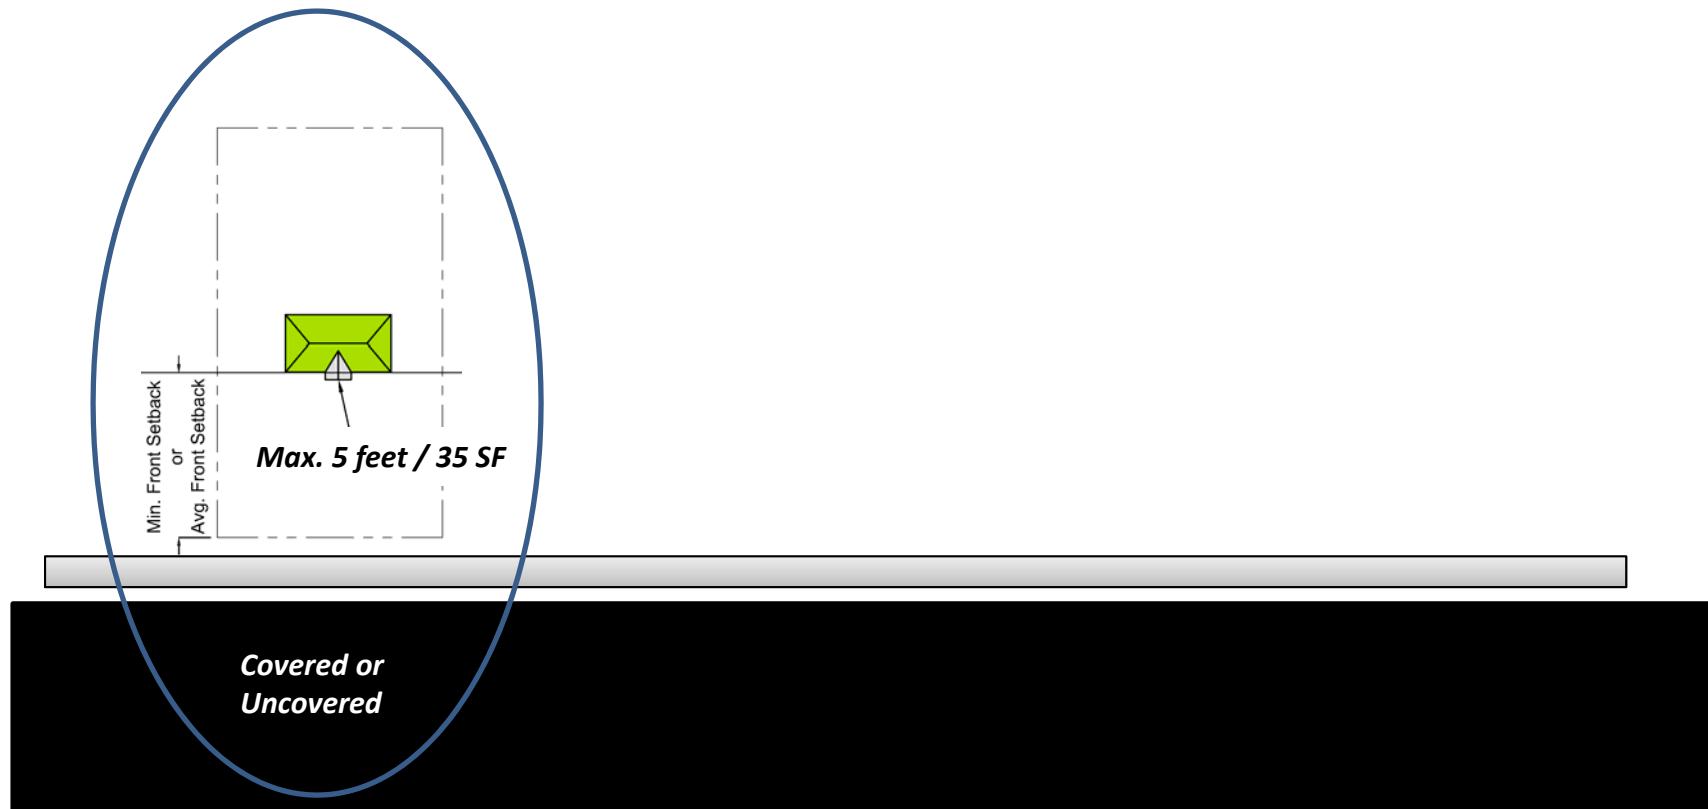 Min. Front Setback
or
Avg. Front Setback
Max. 5 feet / 35 SF
Covered or
Uncovered